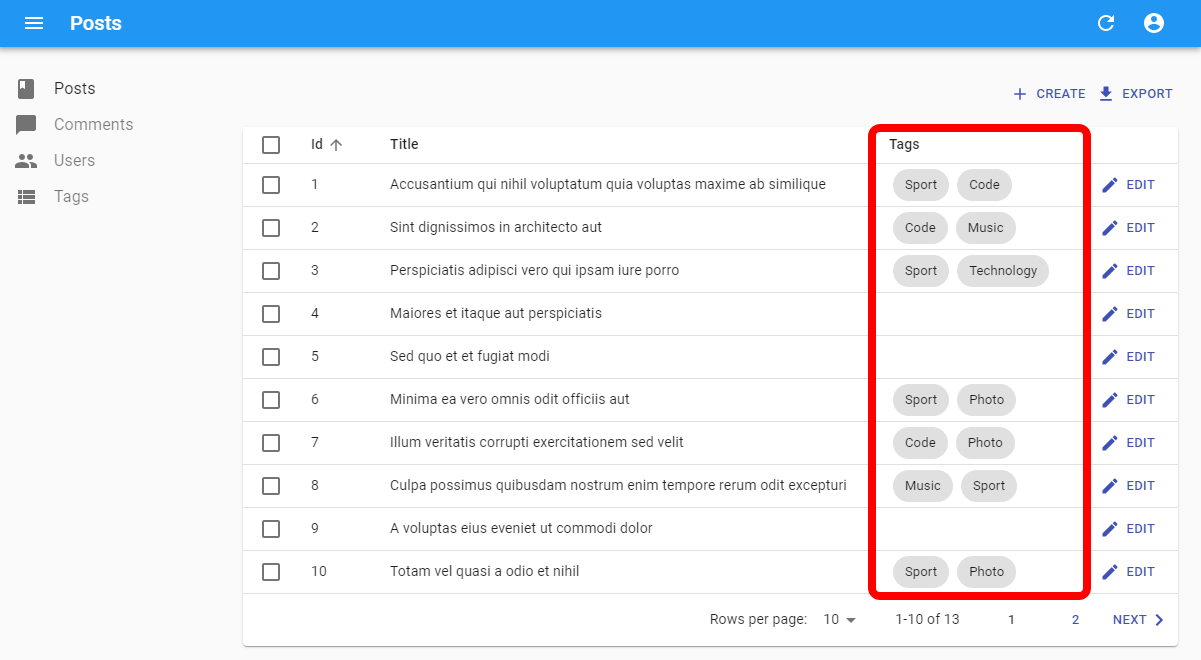 Posts
Posts
Comments
Users
Tags
CREATE EXPORT
Id Title Tags
1 Accusantium qui nihil voluptatum quia voluptas maxime ab similique Sport Code EDIT
2 Sint dignissimos in architecto aut Code Music EDIT
3 Perspiciatis adipisci vero qui ipsam iure porro Sport Technology EDIT
4 Maiores et itaque aut perspiciatis EDIT
5 Sed quo et et fugiat modi EDIT
6 Minima ea vero omnis odit officiis aut Sport Photo EDIT
7 Illum veritatis corrupti exercitationem sed velit Code Photo EDIT
8 Culpa possimus quibusdam nostrum enim tempore rerum odit excepturi Music Sport EDIT
9 A voluptas eius eveniet ut commodi dolor EDIT
10 Totam vel quasi a odio et nihil Sport Photo EDIT
Rows per page: 10 1-10 of 13 1 2 NEXT